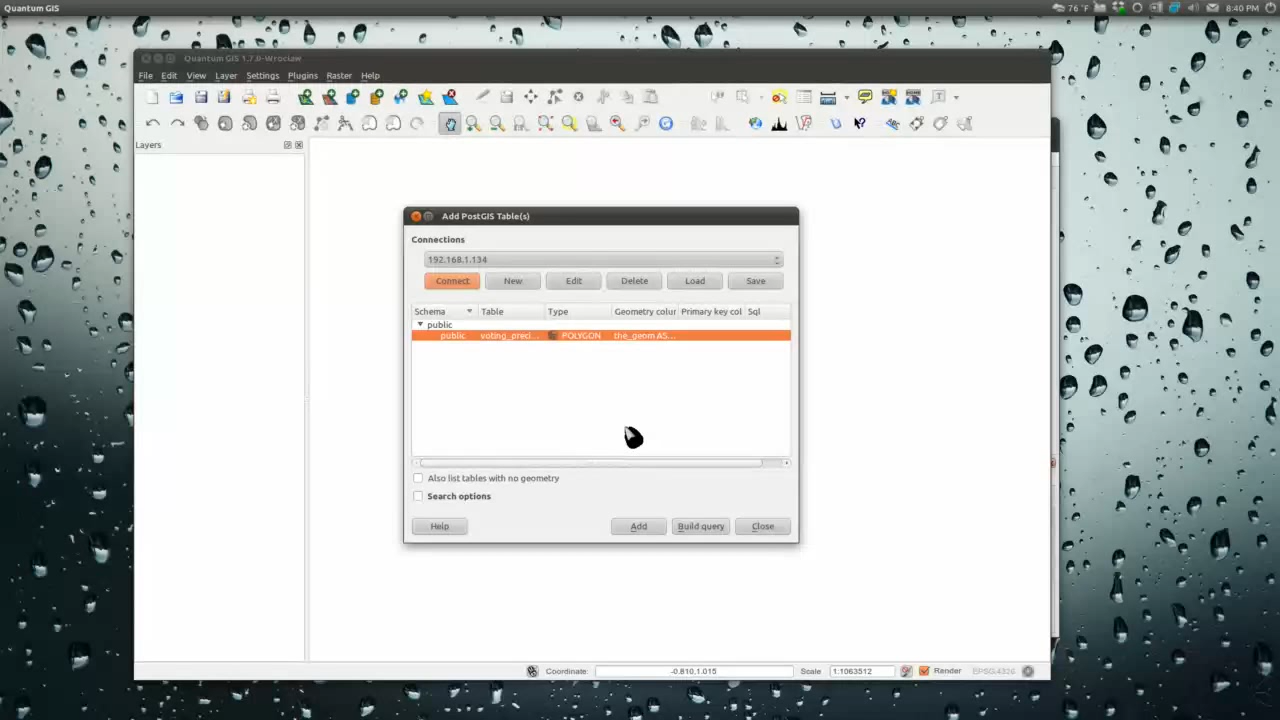 Quantum GIS
76 °F
8:40 PM
Quantum GIS 1.7.0-Wroclaw
File Edit View Layer Settings Plugins Raster Help
Layers
Add PostGIS Table(s)
Connections
192.168.1.134
Connect New Edit Delete Load Save
Schema Table Type Geometry colur Primary key col Sql
public
public voting_preci... POLYGON the_geom AS...
Also list tables with no geometry
Search options
Help Add Build query Close
Coordinate: -0.810,1.015 Scale 1:1063512 Render EPSG:4326